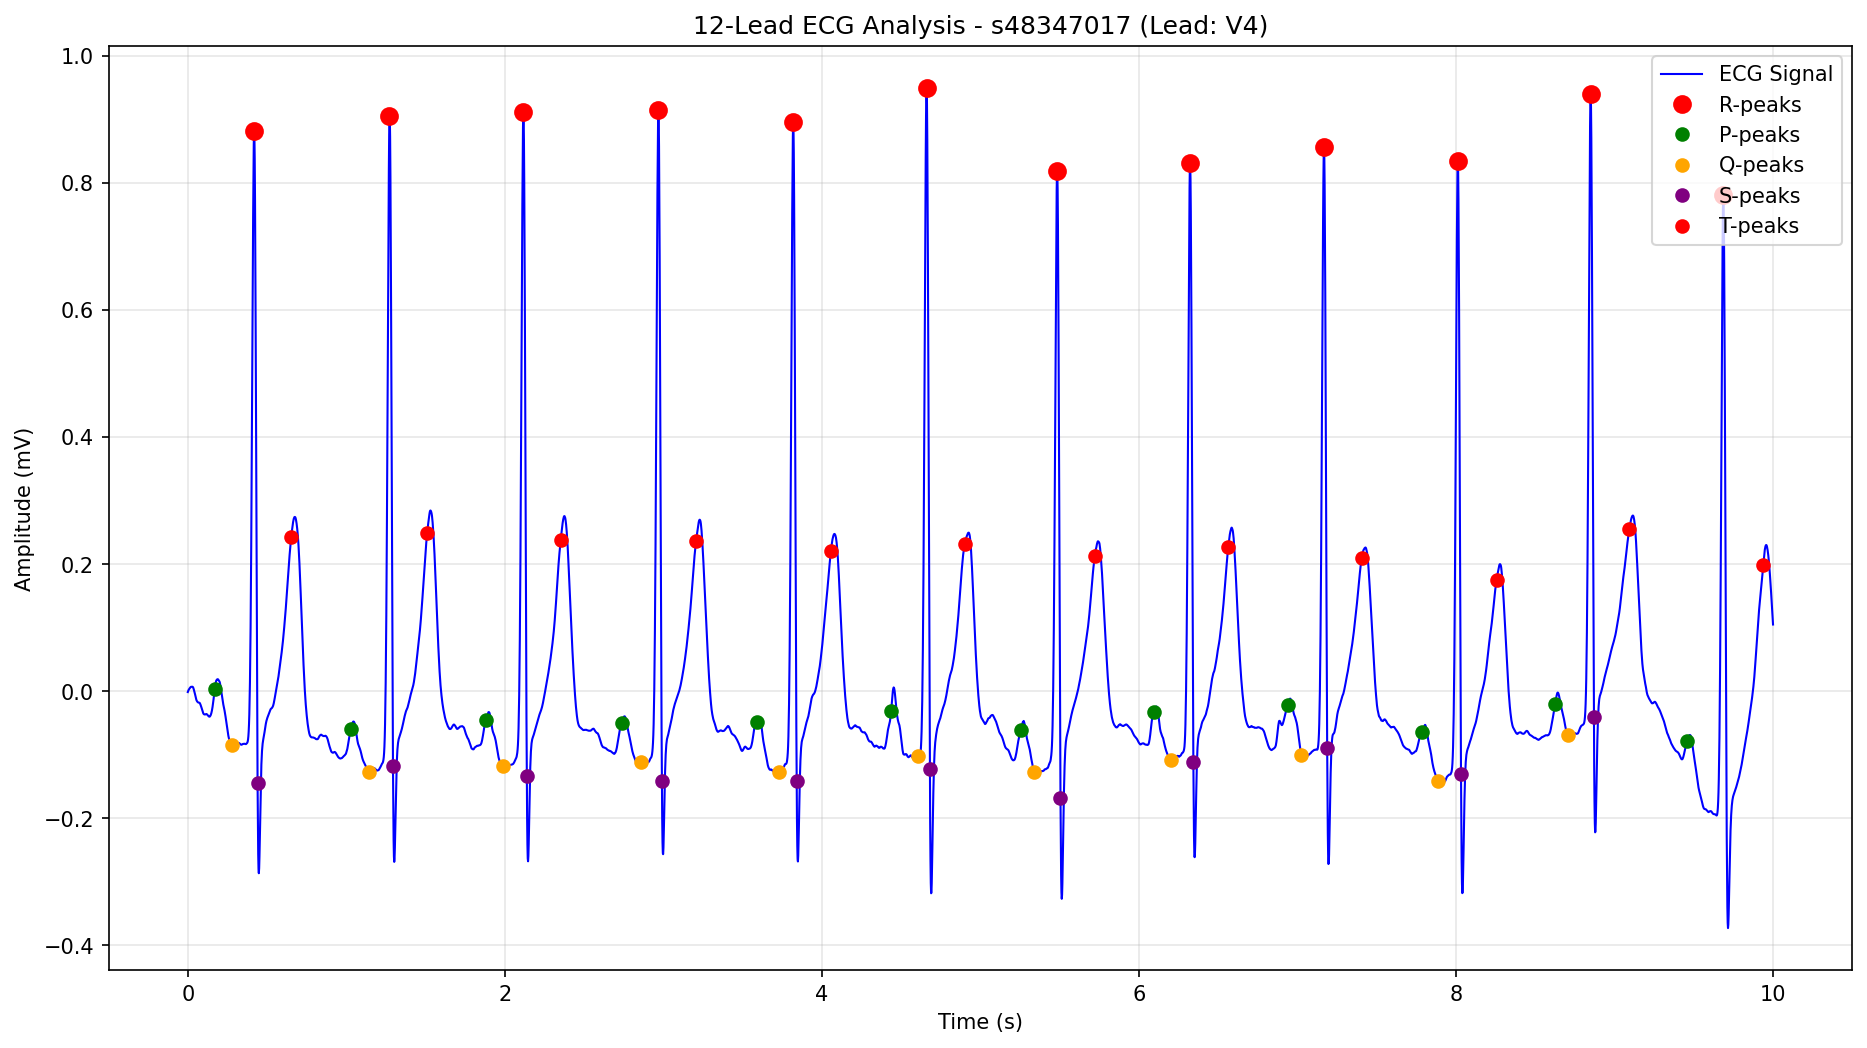 12-Lead ECG Analysis - s48347017 (Lead: V4)
1.0
0.8
0.6
0.4
0.2
0.0
−0.2
−0.4
Amplitude (mV)
0
2
4
6
8
10
Time (s)
ECG Signal
R-peaks
P-peaks
Q-peaks
S-peaks
T-peaks